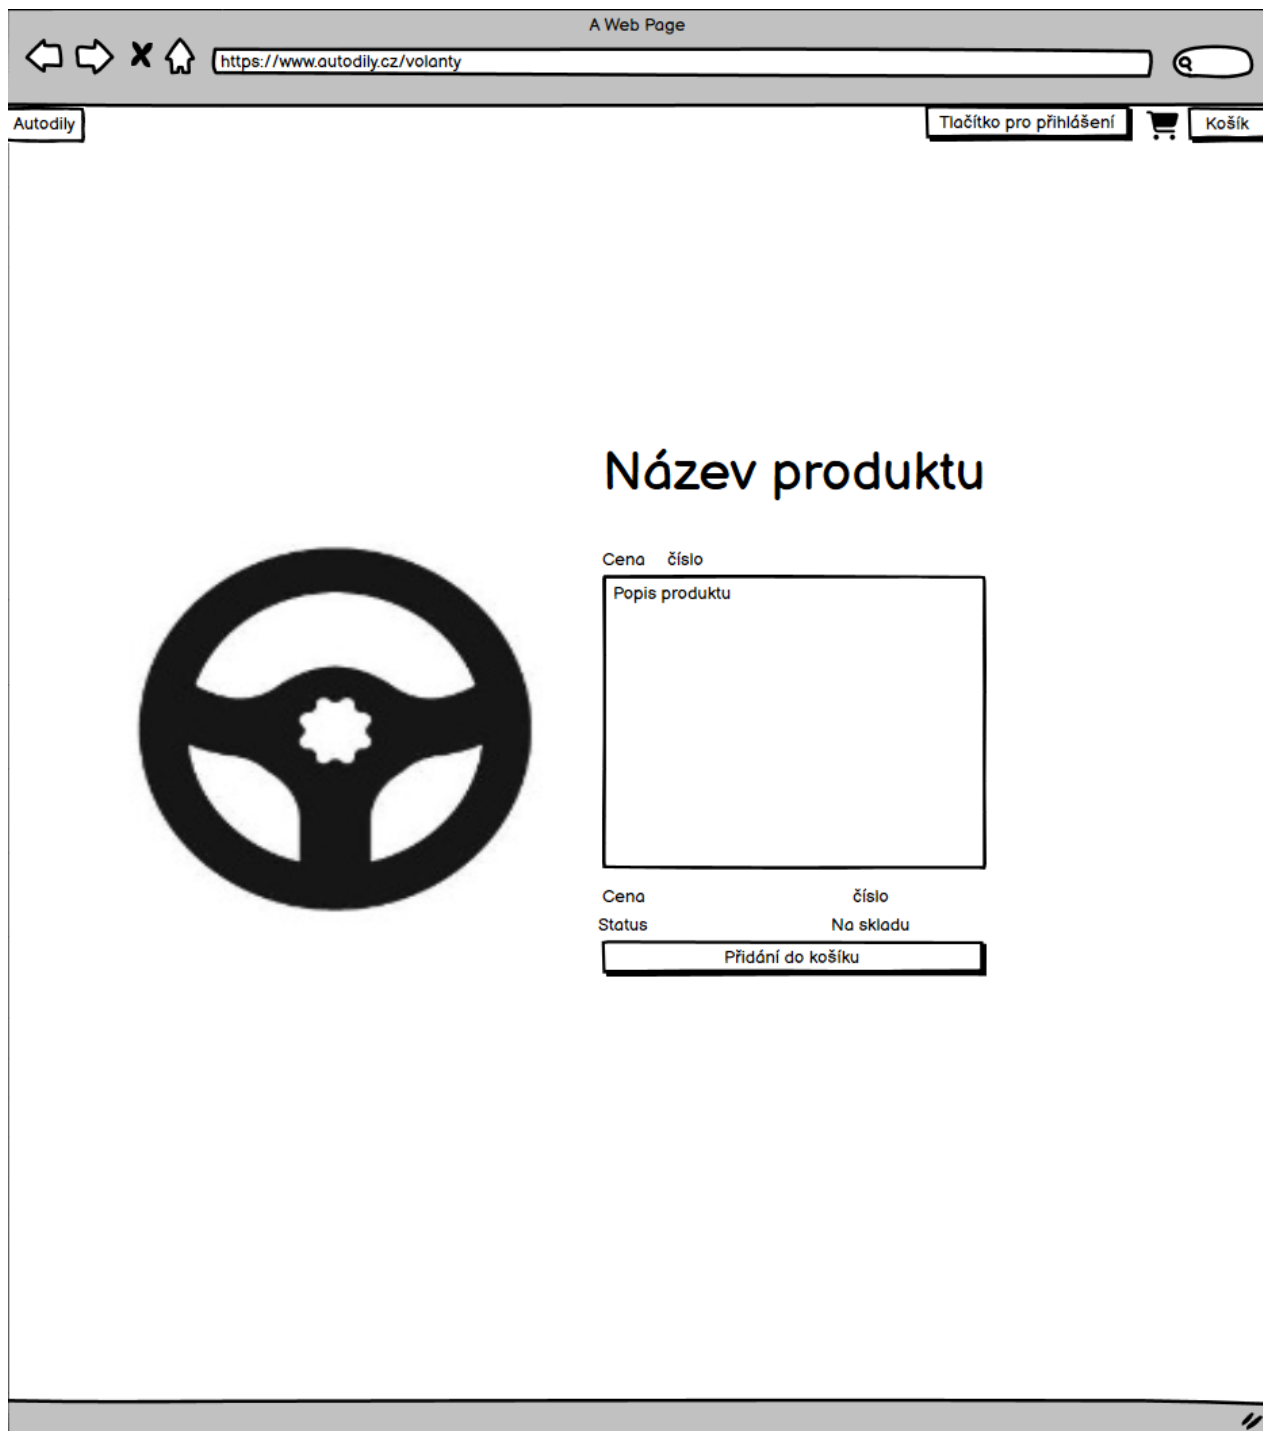 A Web Page
https://www.autodily.cz/volanty
Autodily
Tlačítko pro přihlášení
Košík
Název produktu
Cena číslo
Popis produktu
Cena číslo
Status Na skladu
Přidání do košíku